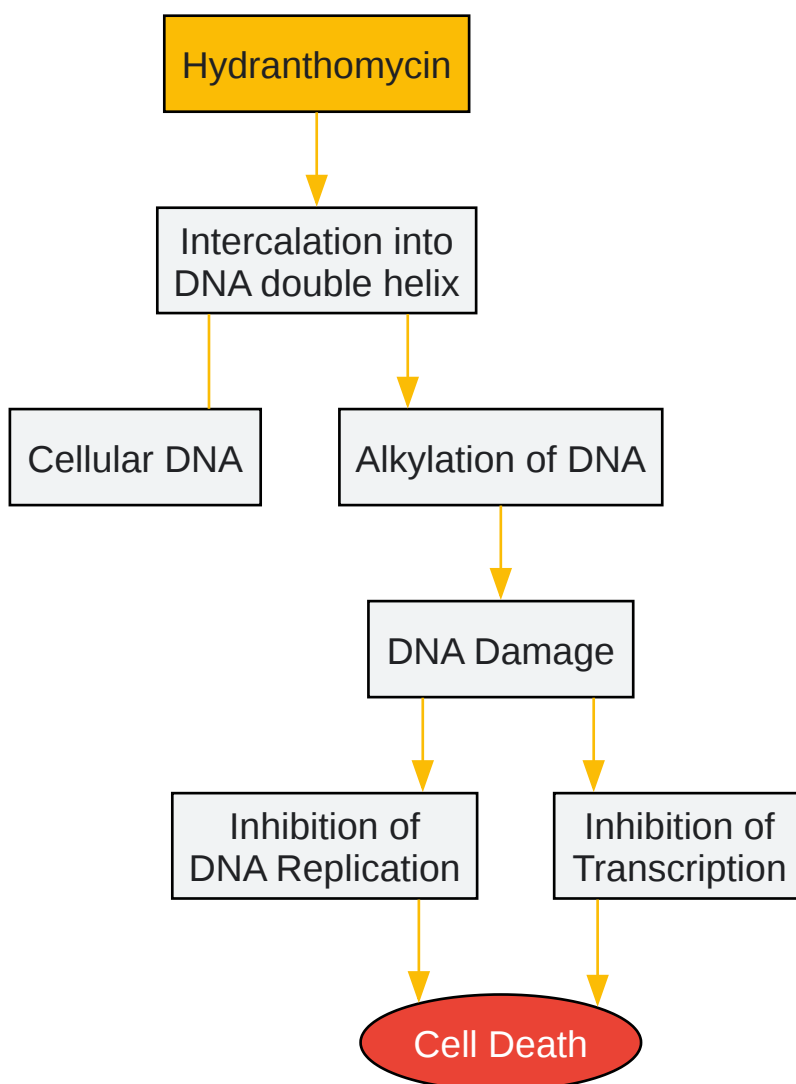 Hydranthomycin
Intercalation into
DNA double helix
Cellular DNA
Alkylation of DNA
DNA Damage
Inhibition of
DNA Replication
Inhibition of
Transcription
Cell Death